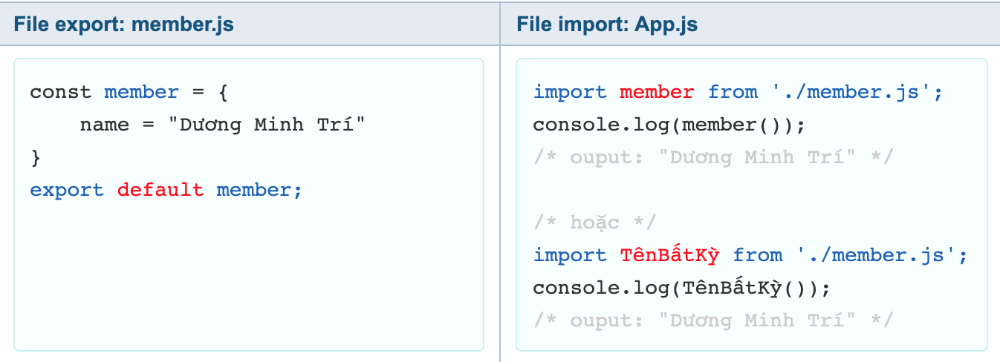 File export: member.js
const member = {
    name = "Dương Minh Trí"
}
export default member;
File import: App.js
import member from './member.js';
console.log(member());
/* ouput: "Dương Minh Trí" */
/* hoặc */
import TênBấtKỳ from './member.js';
console.log(TênBấtKỳ());
/* ouput: "Dương Minh Trí" */